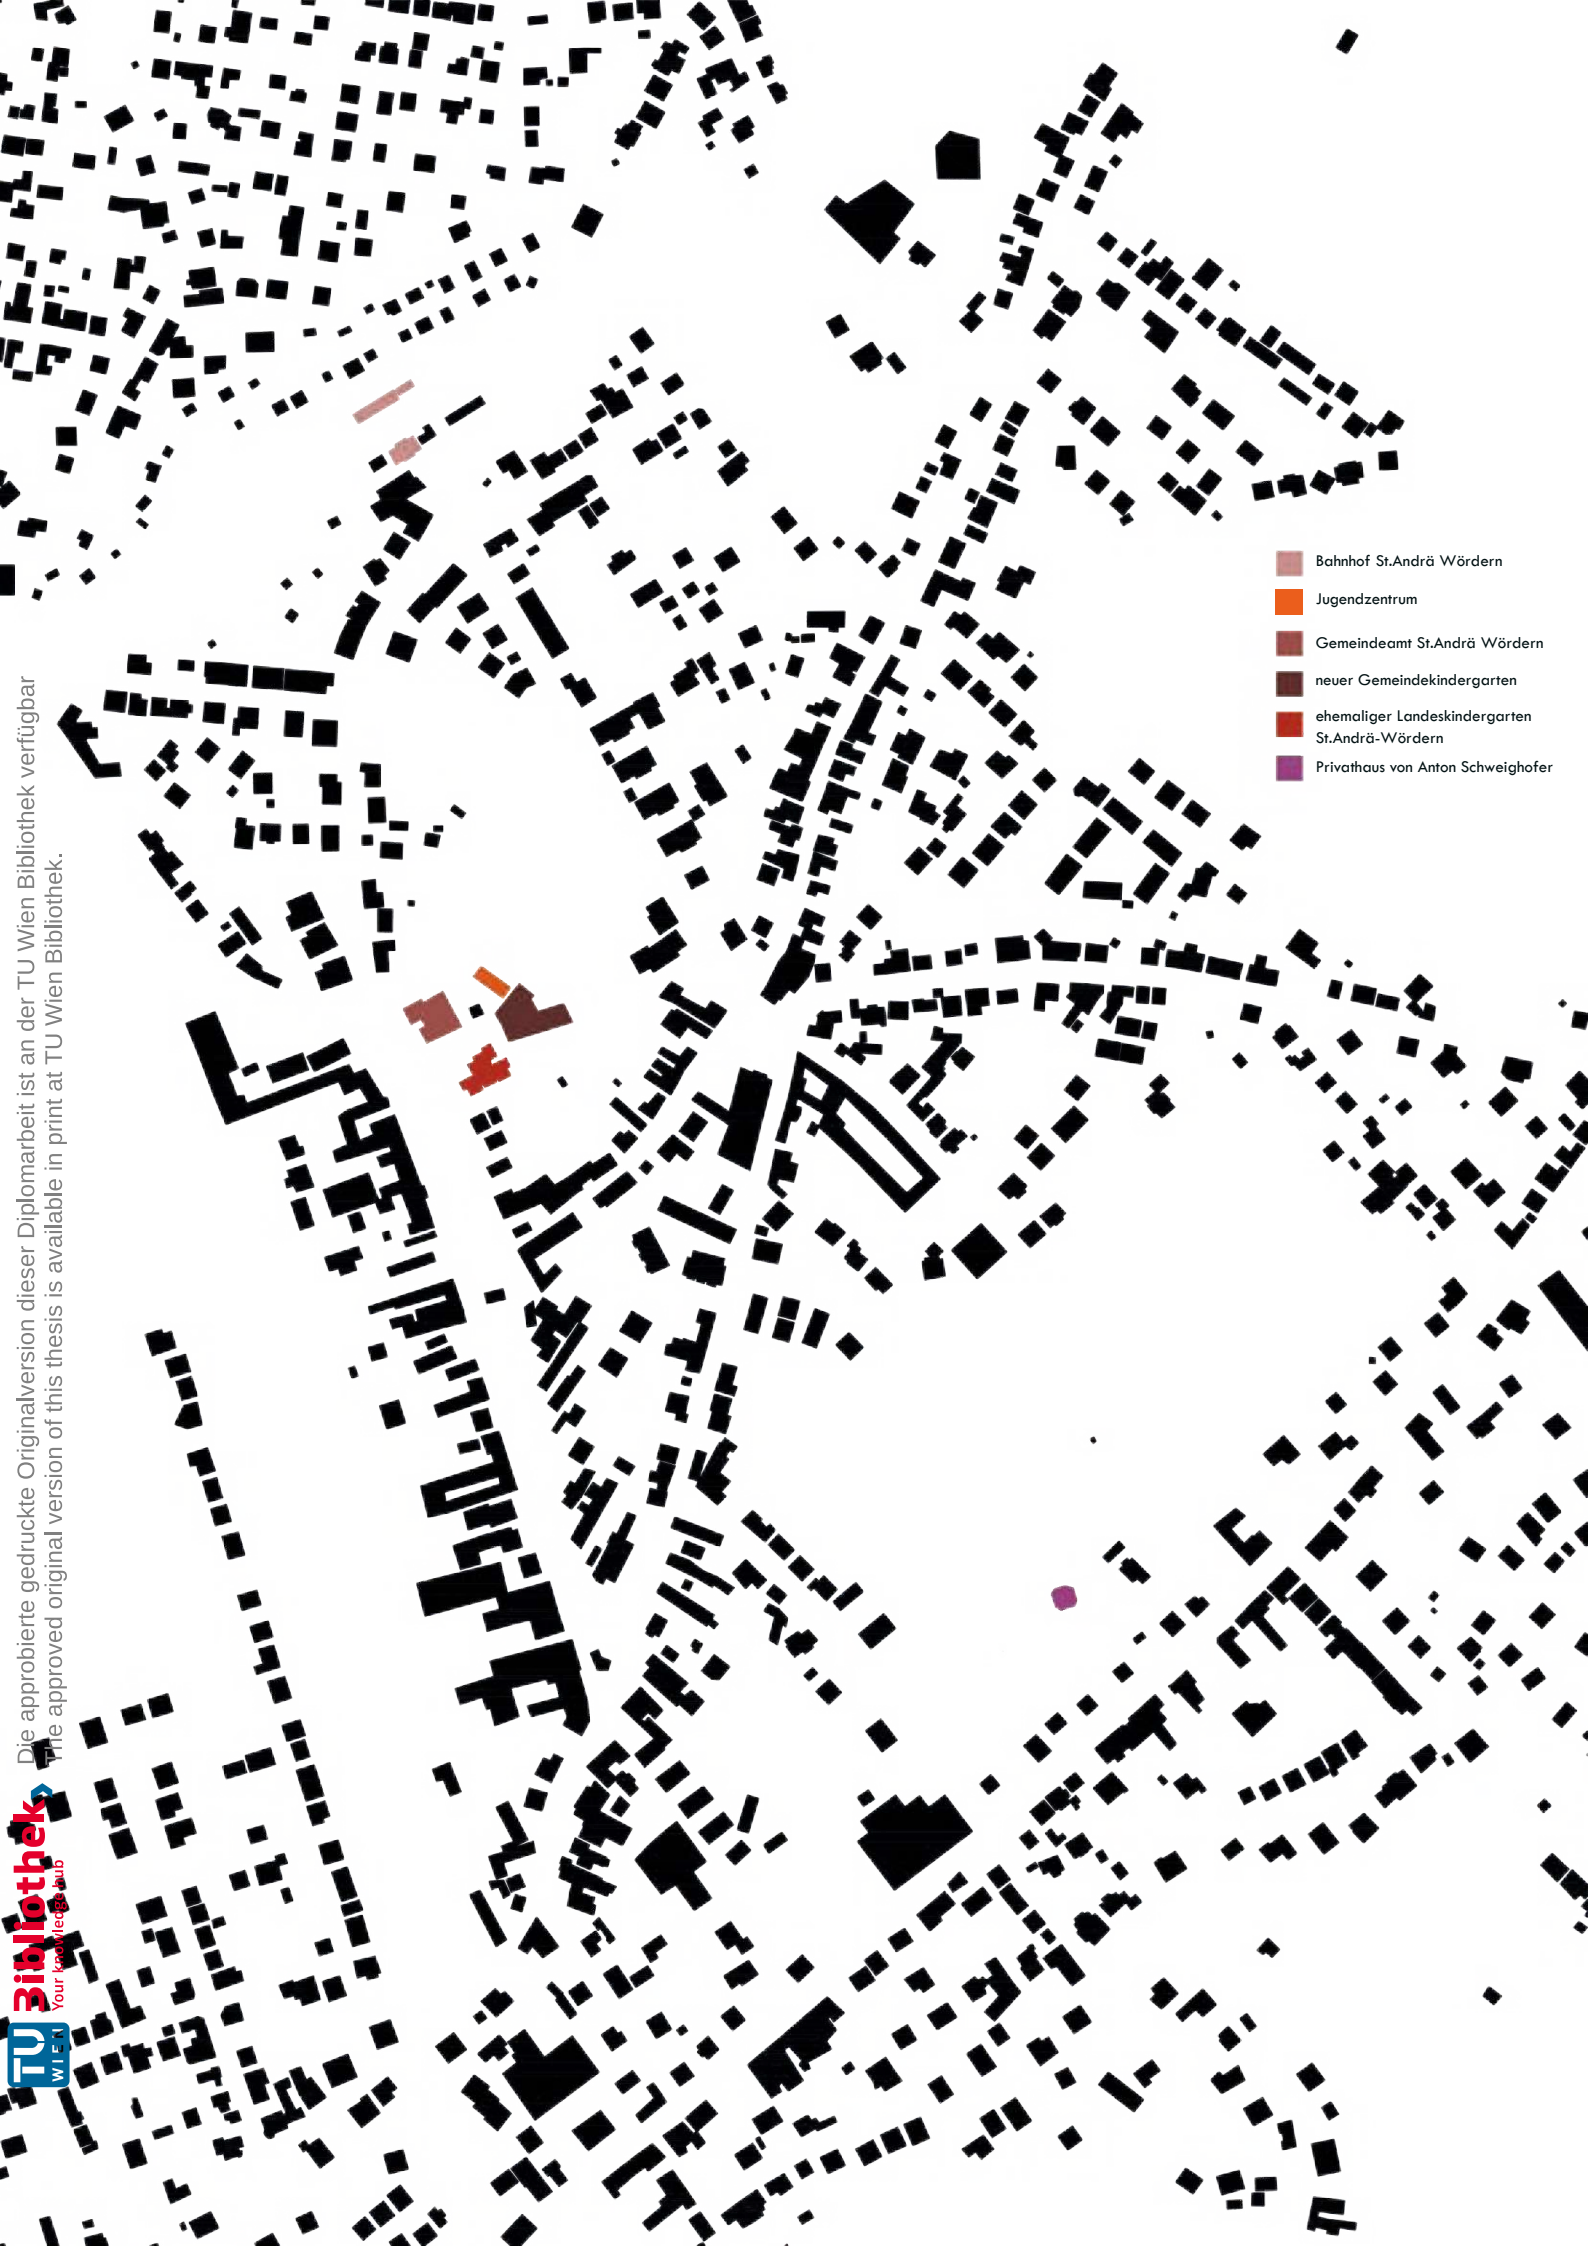 Bahnhof St.Andrä Wördern
Jugendzentrum
Gemeindeamt St.Andrä Wördern
neuer Gemeindekindergarten
ehemaliger Landeskindergarten
St.Andrä-Wördern
Privathaus von Anton Schweighofer
Die approbierte gedruckte Originalversion dieser Diplomarbeit ist an der TU Wien Bibliothek verfügbar
The approved original version of this thesis is available in print at TU Wien Bibliothek.
TU WIEN
Bibliothek
Your knowledge hub